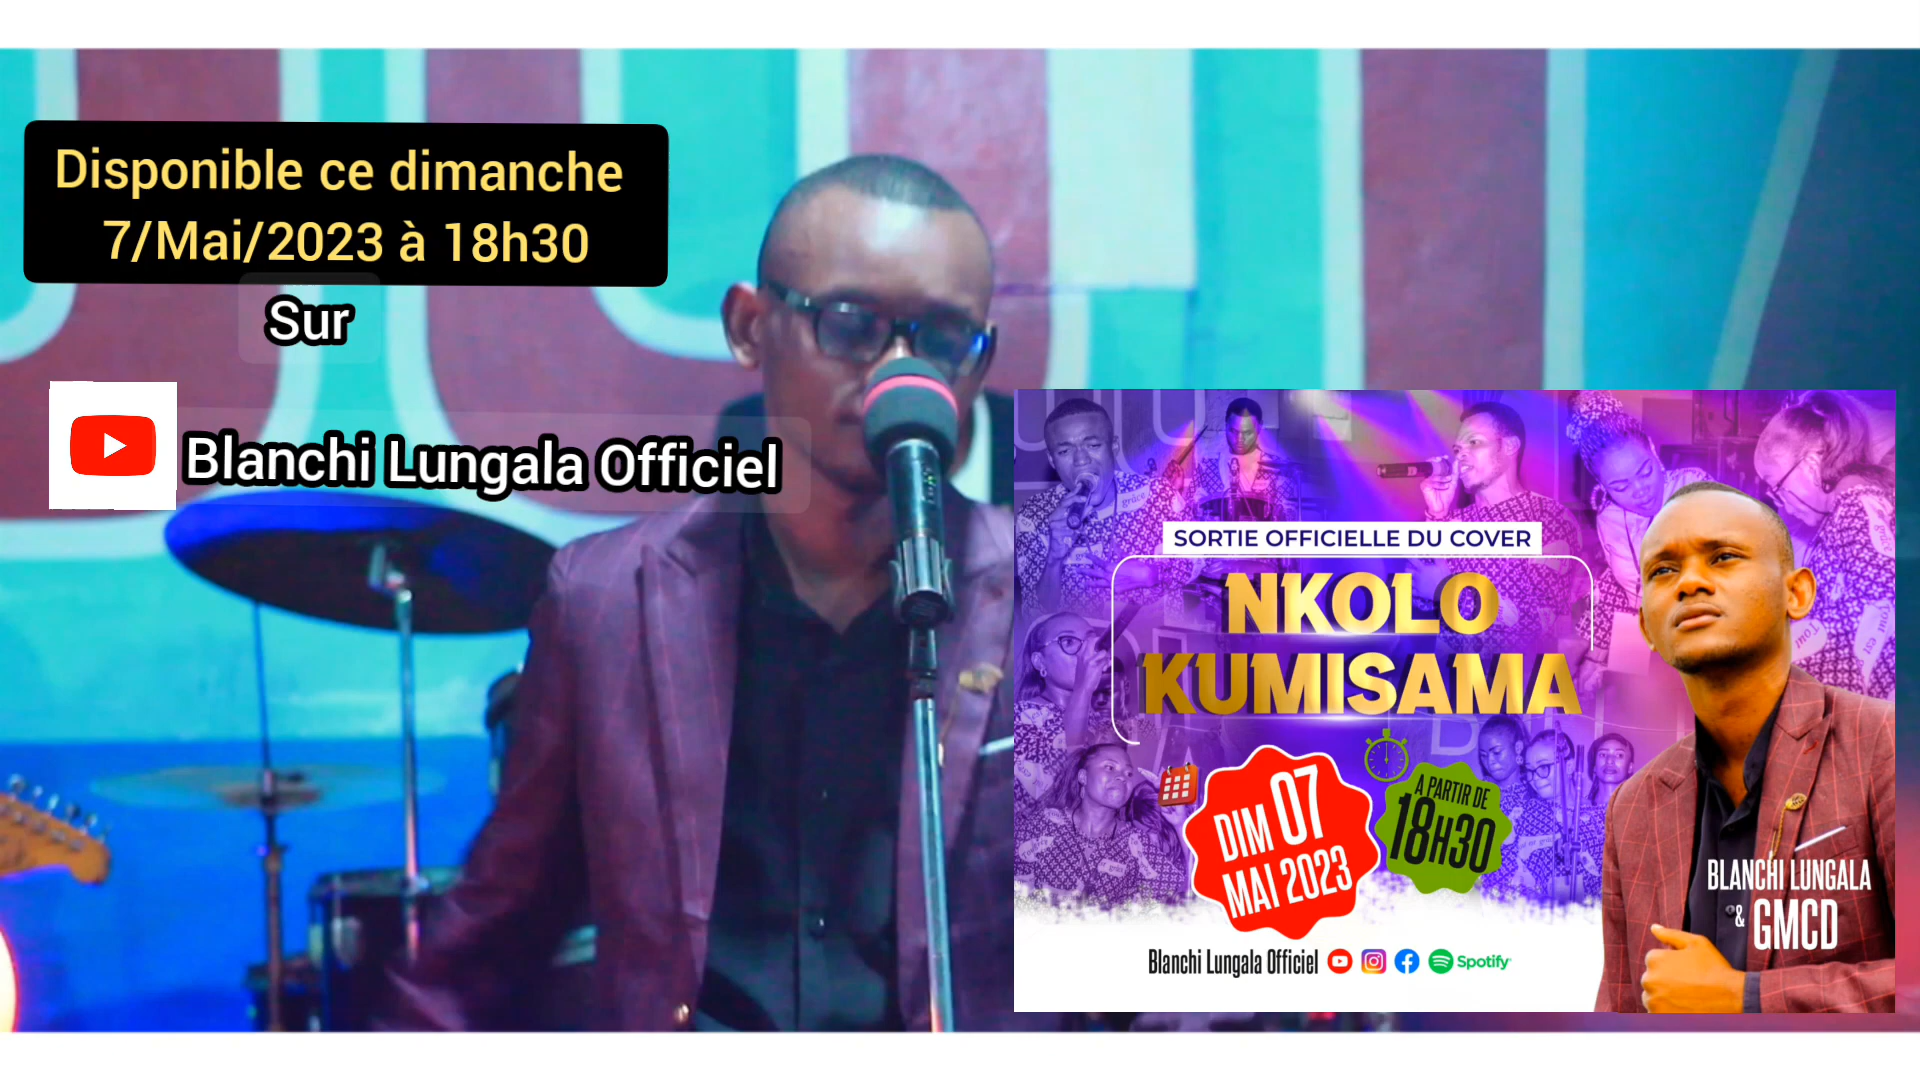 Disponible ce dimanche
7/Mai/2023 à 18h30
Sur
Blanchi Lungala Officiel
SORTIE OFFICIELLE DU COVER
NKOLO
KUMISAMA
DIM 07
MAI 2023
A PARTIR DE
18H30
BLANCHI LUNGALA
& GMCD
Blanchi Lungala Officiel Spotify
grâce